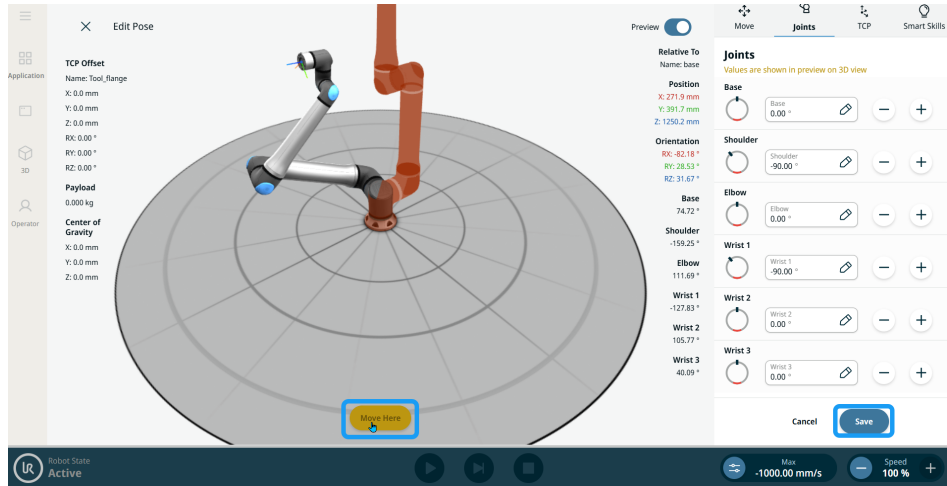 Edit Pose
Preview
Move
Joints
TCP
Smart Skills
Application
3D
Operator
TCP Offset
Name: Tool_flange
X: 0.0 mm
Y: 0.0 mm
Z: 0.0 mm
RX: 0.00 °
RY: 0.00 °
RZ: 0.00 °
Payload
0.000 kg
Center of
Gravity
X: 0.0 mm
Y: 0.0 mm
Z: 0.0 mm
Relative To
Name: base
Position
X: 271.9 mm
Y: 391.7 mm
Z: 1250.2 mm
Orientation
RX: -82.18 °
RY: 28.53 °
RZ: 31.67 °
Base
74.72 °
Shoulder
-159.25 °
Elbow
111.69 °
Wrist 1
-127.83 °
Wrist 2
105.77 °
Wrist 3
40.09 °
Joints
Values are shown in preview on 3D view
Base
Base
0.00 °
Shoulder
Shoulder
-90.00 °
Elbow
Elbow
0.00 °
Wrist 1
Wrist 1
-90.00 °
Wrist 2
Wrist 2
0.00 °
Wrist 3
Wrist 3
0.00 °
Move Here
Cancel
Save
UR
Robot State
Active
Max
-1000.00 mm/s
Speed
100 %